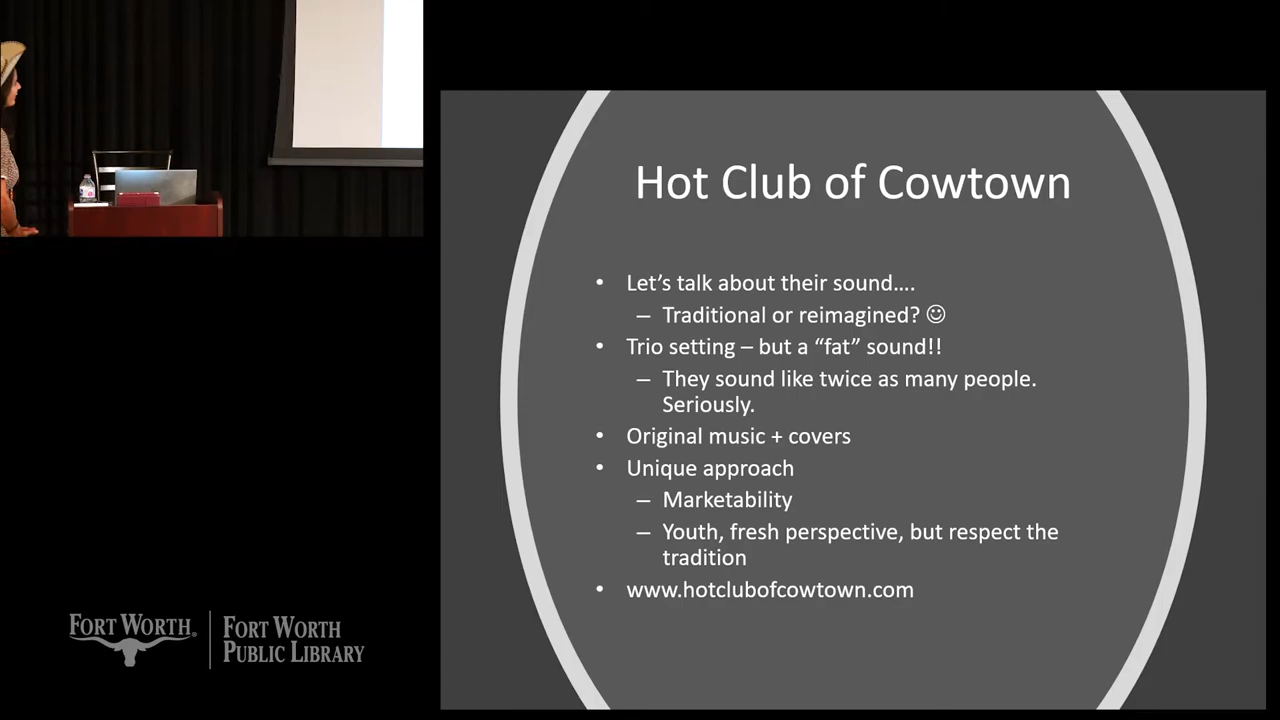 Hot Club of Cowtown
• Let’s talk about their sound....
– Traditional or reimagined? ☺
• Trio setting – but a “fat” sound!!
– They sound like twice as many people.
Seriously.
• Original music + covers
• Unique approach
– Marketability
– Youth, fresh perspective, but respect the
tradition
• www.hotclubofcowtown.com
FORT WORTH®
FORT WORTH
PUBLIC LIBRARY